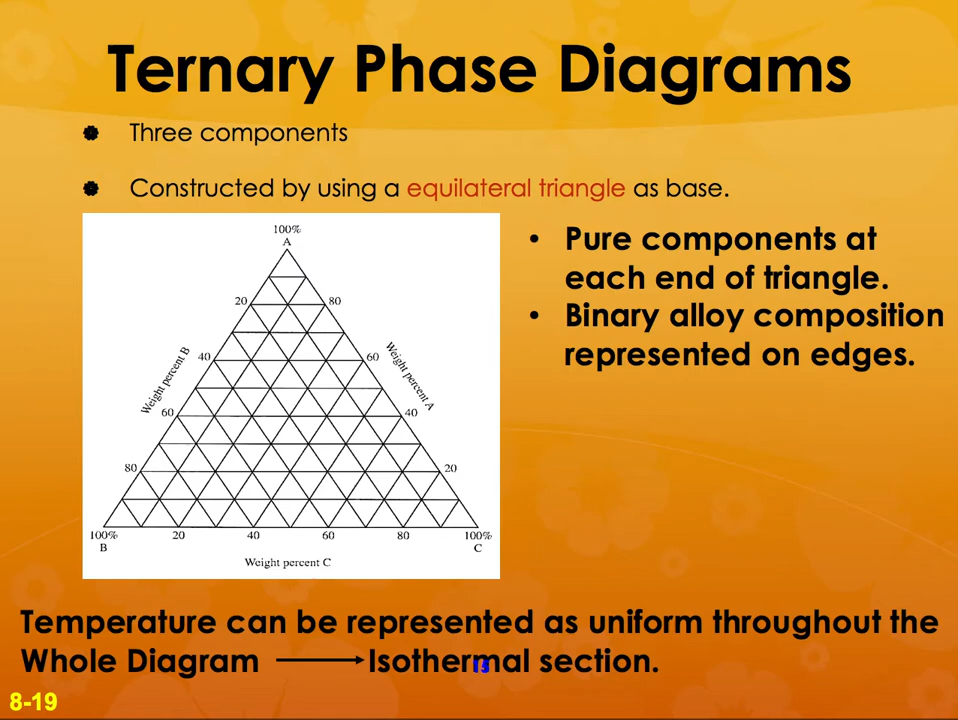 Ternary Phase Diagrams
Three components
Constructed by using a equilateral triangle as base.
100%
A
20
80
40
60
60
40
80
20
Weight percent B
Weight percent A
100%
B
20
40
60
80
100%
C
Weight percent C
• Pure components at
each end of triangle.
• Binary alloy composition
represented on edges.
Temperature can be represented as uniform throughout the
Whole Diagram Isothermal section.
8-19